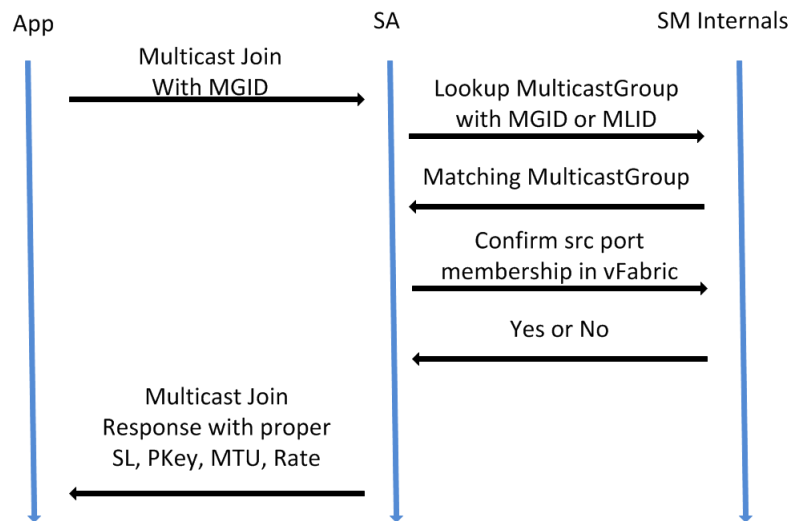 App
SA
SM Internals
Multicast Join
With MGID
Lookup MulticastGroup
with MGID or MLID
Matching MulticastGroup
Confirm src port
membership in vFabric
Yes or No
Multicast Join
Response with proper
SL, PKey, MTU, Rate